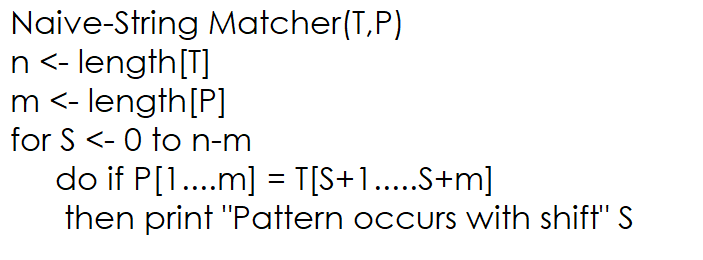 Naive-String Matcher(T,P)
n <- length[T]
m <- length[P]
for S <- 0 to n-m
do if P[1....m] = T[S+1.....S+m]
then print "Pattern occurs with shift" S